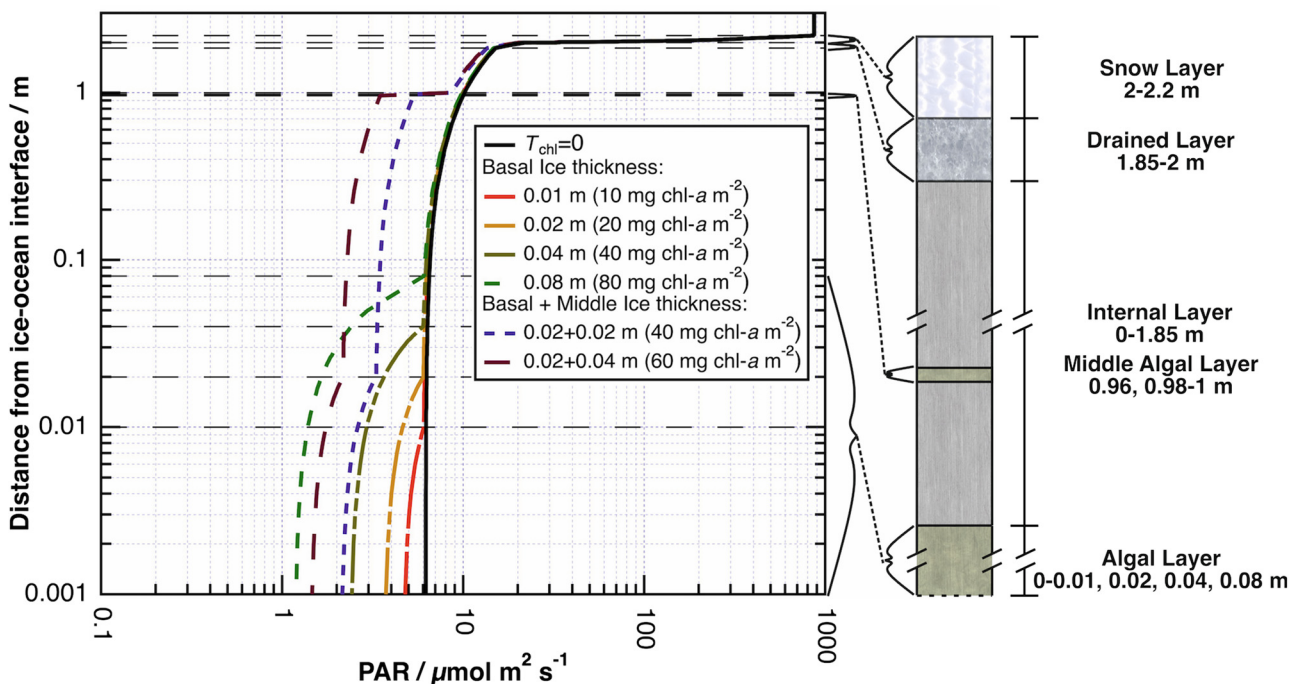 Distance from ice-ocean interface / m
1
0.1
0.01
0.001
0.1
1
10
100
1000
PAR / μmol m² s⁻¹
T_chl=0
Basal Ice thickness:
0.01 m (10 mg chl-a m⁻²)
0.02 m (20 mg chl-a m⁻²)
0.04 m (40 mg chl-a m⁻²)
0.08 m (80 mg chl-a m⁻²)
Basal + Middle Ice thickness:
0.02+0.02 m (40 mg chl-a m⁻²)
0.02+0.04 m (60 mg chl-a m⁻²)
Snow Layer
2-2.2 m
Drained Layer
1.85-2 m
Internal Layer
0-1.85 m
Middle Algal Layer
0.96, 0.98-1 m
Algal Layer
0-0.01, 0.02, 0.04, 0.08 m